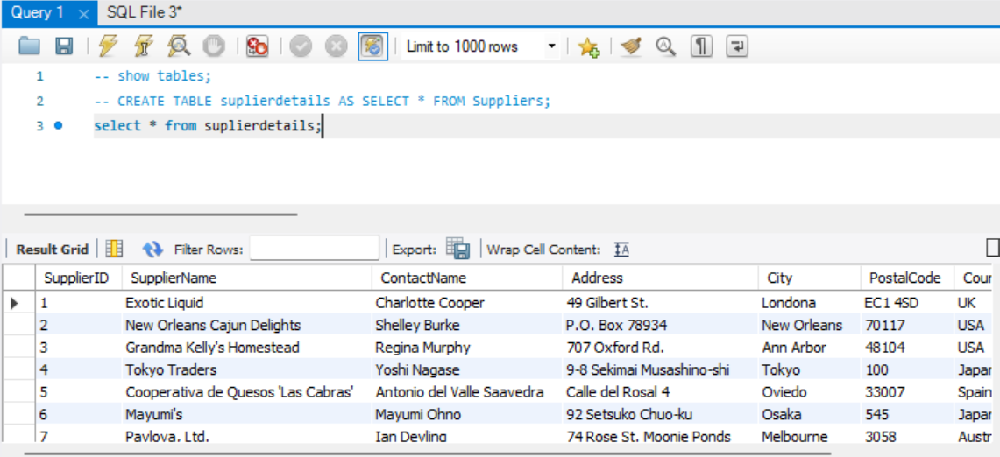 Query 1 × SQL File 3*
Limit to 1000 rows
1 -- show tables;
2 -- CREATE TABLE suplierdetails AS SELECT * FROM Suppliers;
3 select * from suplierdetails;
Result Grid Filter Rows: Export: Wrap Cell Content: IA
SupplierID SupplierName ContactName Address City PostalCode Cour
1 Exotic Liquid Charlotte Cooper 49 Gilbert St. Londona EC1 4SD UK
2 New Orleans Cajun Delights Shelley Burke P.O. Box 78934 New Orleans 70117 USA
3 Grandma Kelly's Homestead Regina Murphy 707 Oxford Rd. Ann Arbor 48104 USA
4 Tokyo Traders Yoshi Nagase 9-8 Sekimai Musashino-shi Tokyo 100 Japar
5 Cooperativa de Quesos 'Las Cabras' Antonio del Valle Saavedra Calle del Rosal 4 Oviedo 33007 Spain
6 Mayumi's Mayumi Ohno 92 Setsuko Chuo-ku Osaka 545 Japar
7 Pavlova, Ltd. Ian Devling 74 Rose St. Moonie Ponds Melbourne 3058 Austr